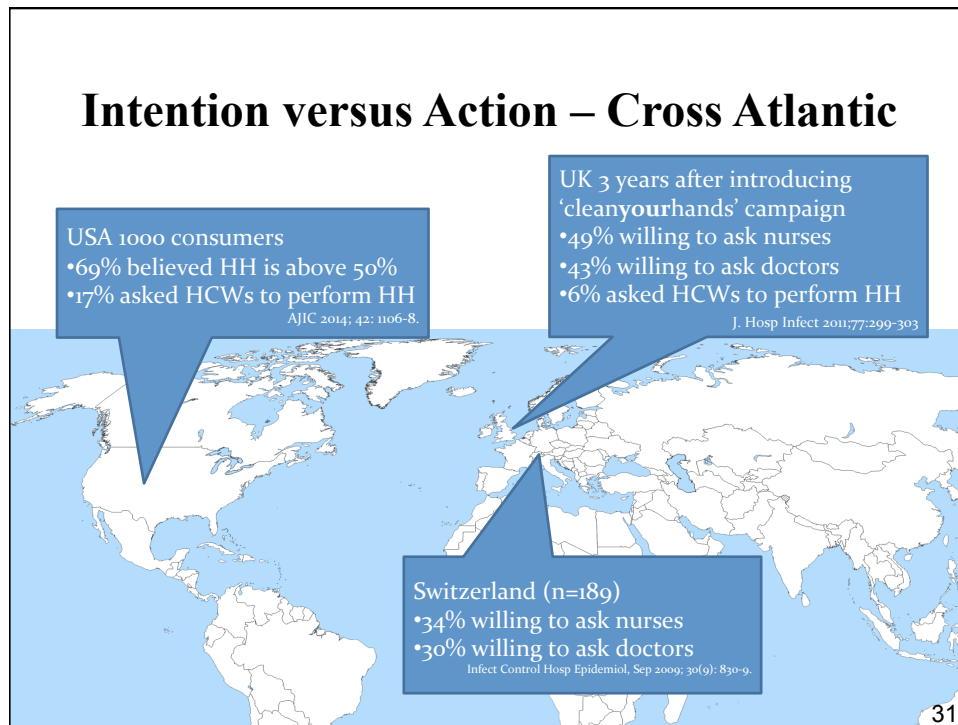 Intention versus Action – Cross Atlantic
USA 1000 consumers
•69% believed HH is above 50%
•17% asked HCWs to perform HH
AJIC 2014; 42: 1106-8.
UK 3 years after introducing
‘cleanyourhands’ campaign
•49% willing to ask nurses
•43% willing to ask doctors
•6% asked HCWs to perform HH
J. Hosp Infect 2011;77:299-303
Switzerland (n=189)
•34% willing to ask nurses
•30% willing to ask doctors
Infect Control Hosp Epidemiol, Sep 2009; 30(9): 830-9.
31